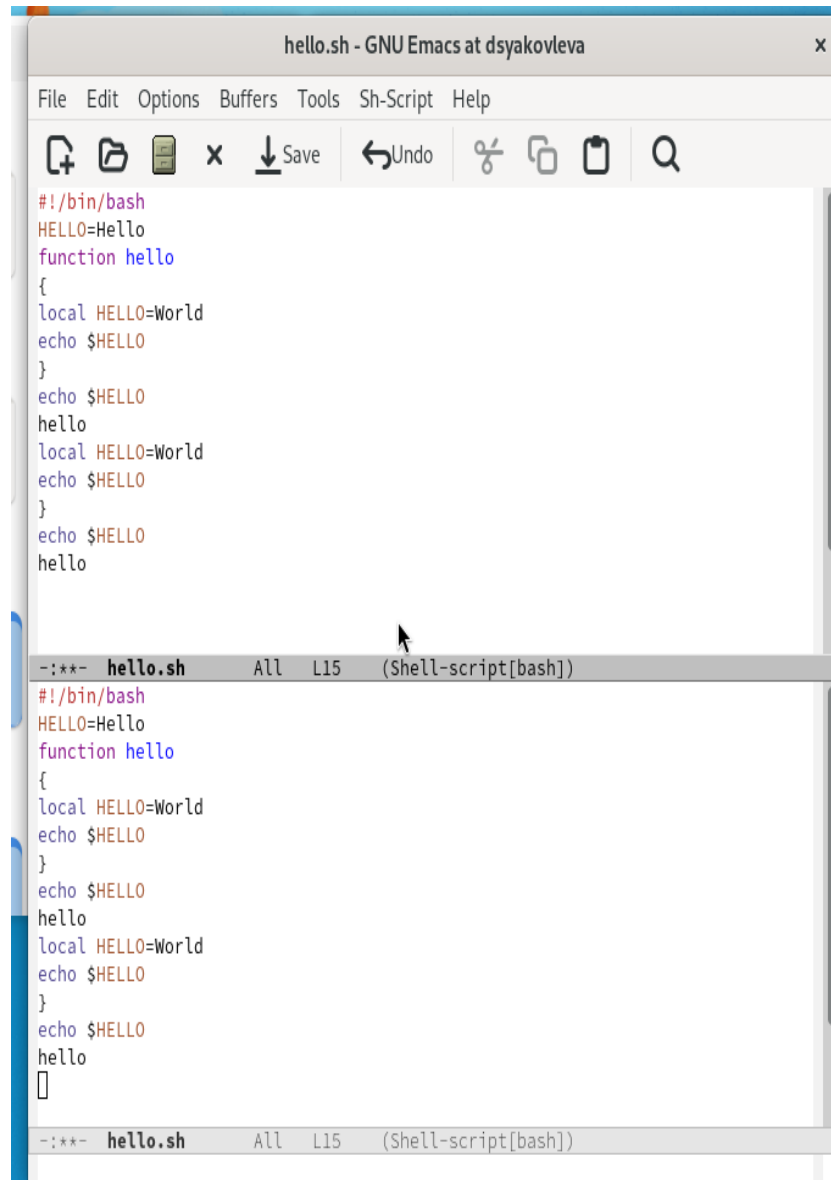 hello.sh - GNU Emacs at dsyakovleva
File Edit Options Buffers Tools Sh-Script Help
Save Undo
#!/bin/bash
HELLO=Hello
function hello
{
local HELLO=World
echo $HELLO
}
echo $HELLO
hello
local HELLO=World
echo $HELLO
}
echo $HELLO
hello
-:**- hello.sh All L15 (Shell-script[bash])
#!/bin/bash
HELLO=Hello
function hello
{
local HELLO=World
echo $HELLO
}
echo $HELLO
hello
local HELLO=World
echo $HELLO
}
echo $HELLO
hello
-:**- hello.sh All L15 (Shell-script[bash])